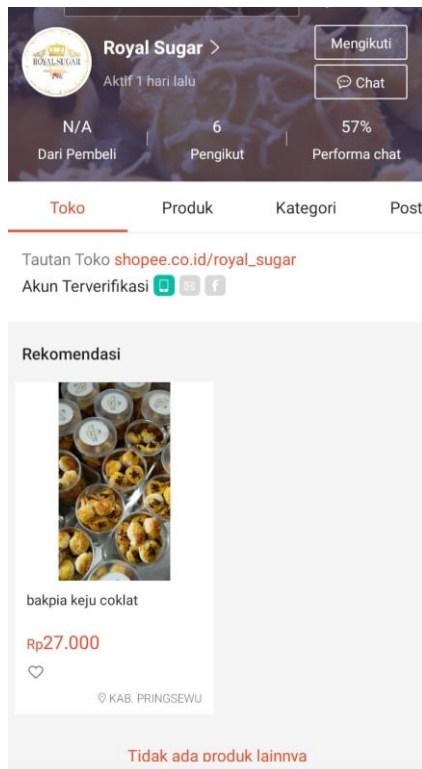 Royal Sugar >
Mengikuti
Aktif 1 hari lalu
Chat
ROYAL SUGAR
N/A
6
57%
Dari Pembeli
Pengikut
Performa chat
Toko
Produk
Kategori
Post
Tautan Toko shopee.co.id/royal_sugar
Akun Terverifikasi
Rekomendasi
bakpia keju coklat
Rp27.000
KAB. PRINGSEWU
Tidak ada produk lainnya